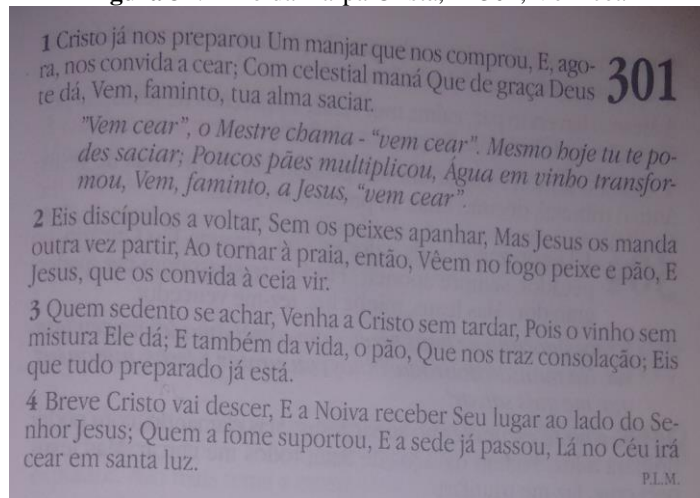 1 Cristo já nos preparou Um manjar que nos comprou, E, ago-
ra, nos convida a cear; Com celestial maná Que de graça Deus
te dá, Vem, faminto, tua alma saciar.
301
"Vem cear", o Mestre chama - "vem cear". Mesmo hoje tu te po-
des saciar; Poucos pães multiplicou, Água em vinho transfor-
mou, Vem, faminto, a Jesus, "vem cear".
2 Eis discípulos a voltar, Sem os peixes apanhar, Mas Jesus os manda
outra vez partir, Ao tornar à praia, então, Vêem no fogo peixe e pão, E
Jesus, que os convida à ceia vir.
3 Quem sedento se achar, Venha a Cristo sem tardar, Pois o vinho sem
mistura Ele dá; E também da vida, o pão, Que nos traz consolação; Eis
que tudo preparado já está.
4 Breve Cristo vai descer, E a Noiva receber Seu lugar ao lado do Se-
nhor Jesus; Quem a fome suportou, E a sede já passou, Lá no Céu irá
cear em santa luz.
P.L.M.